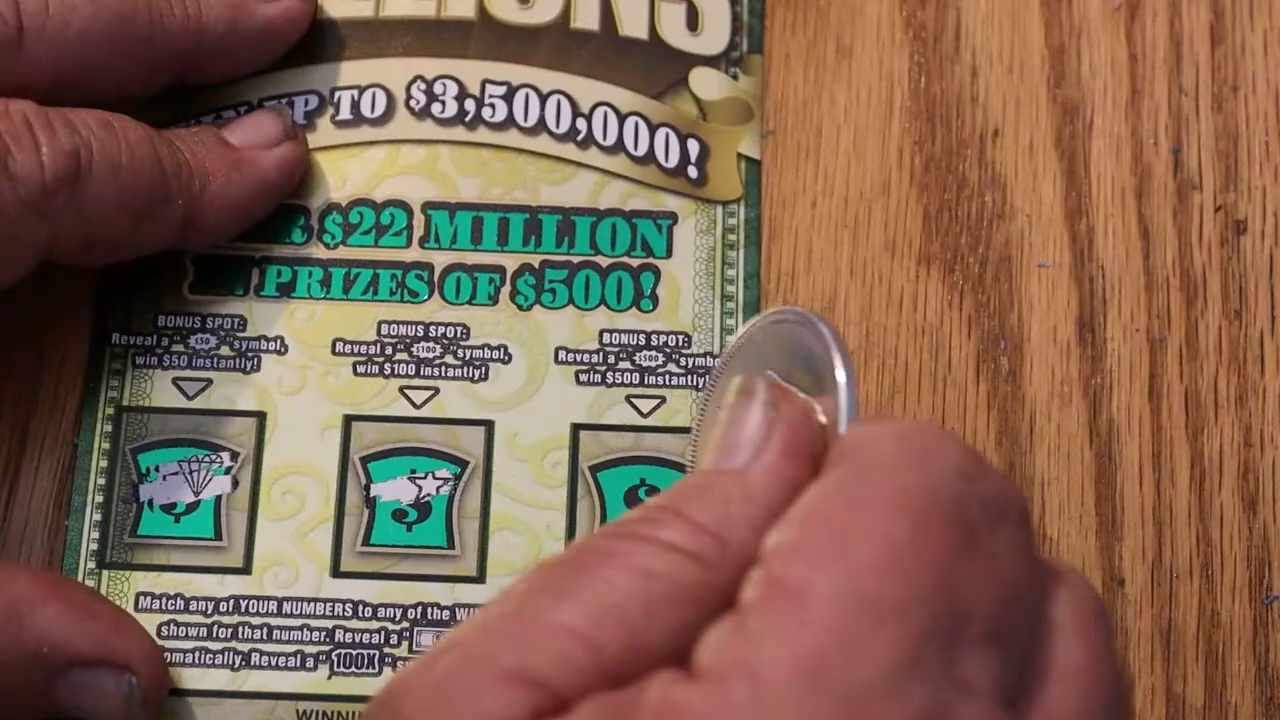 UP TO $3,500,000!
$22 MILLION
PRIZES OF $500!
BONUS SPOT:
Reveal a "$50" symbol,
win $50 instantly!
BONUS SPOT:
Reveal a "$100" symbol,
win $100 instantly!
BONUS SPOT:
Reveal a "$500" symbo
win $500 instantly!
$
$
$
Match any of YOUR NUMBERS to any of the
shown for that number. Reveal a "
omatically. Reveal a "100X"
WINNI